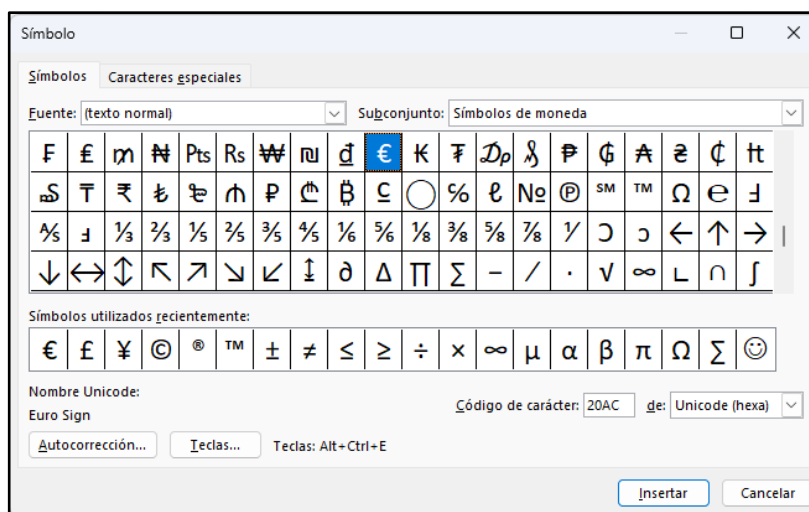 Símbolo
Símbolos Caracteres especiales
Fuente: (texto normal) Subconjunto: Símbolos de moneda
₣ ₤ ₥ ₦ ₧ ₨ ₩ ₪ ₫ € ₭ ₮ ₯ ₰ ₱ ₲ ₳ ₴ ₵ ₶
₷ ₸ ₹ ₺ ₻ ₼ ₽ ₾ ₿ ⃀ ⃝ ℅ ℓ № ℗ ℠ ™ Ω ℮ Ⅎ
⅍ ⅎ ⅓ ⅔ ⅕ ⅖ ⅗ ⅘ ⅙ ⅚ ⅛ ⅜ ⅝ ⅞ ⅟ Ↄ ↄ ← ↑ →
↓ ↔ ↕ ↖ ↗ ↘ ↙ ↨ ∂ ∆ ∏ ∑ − ∕ ∙ √ ∞ ∟ ∩ ∫
Símbolos utilizados recientemente:
€ £ ¥ © ® ™ ± ≠ ≤ ≥ ÷ × ∞ µ α β π Ω ∑ ☺
Nombre Unicode:
Euro Sign
Código de carácter: 20AC de: Unicode (hexa)
Autocorrección... Teclas... Teclas: Alt+Ctrl+E
Insertar Cancelar